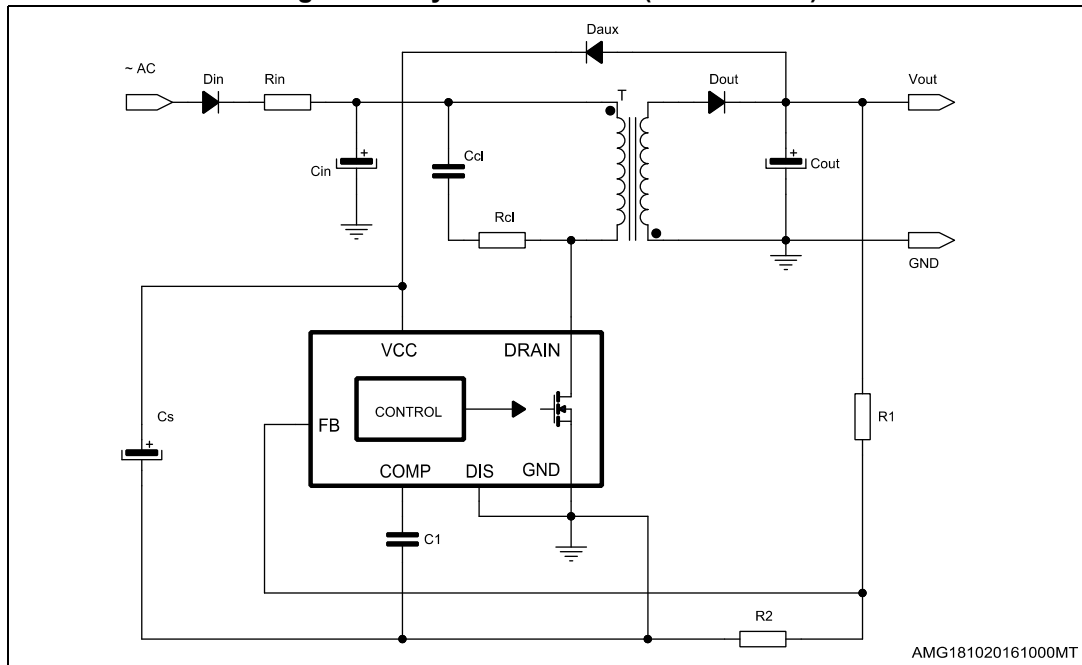 Daux
~ AC
Din
Rin
T
Dout
Vout
Ccl
Cin
Cout
Rcl
GND
VCC
DRAIN
Cs
CONTROL
R1
FB
COMP
DIS
GND
C1
R2
AMG181020161000MT